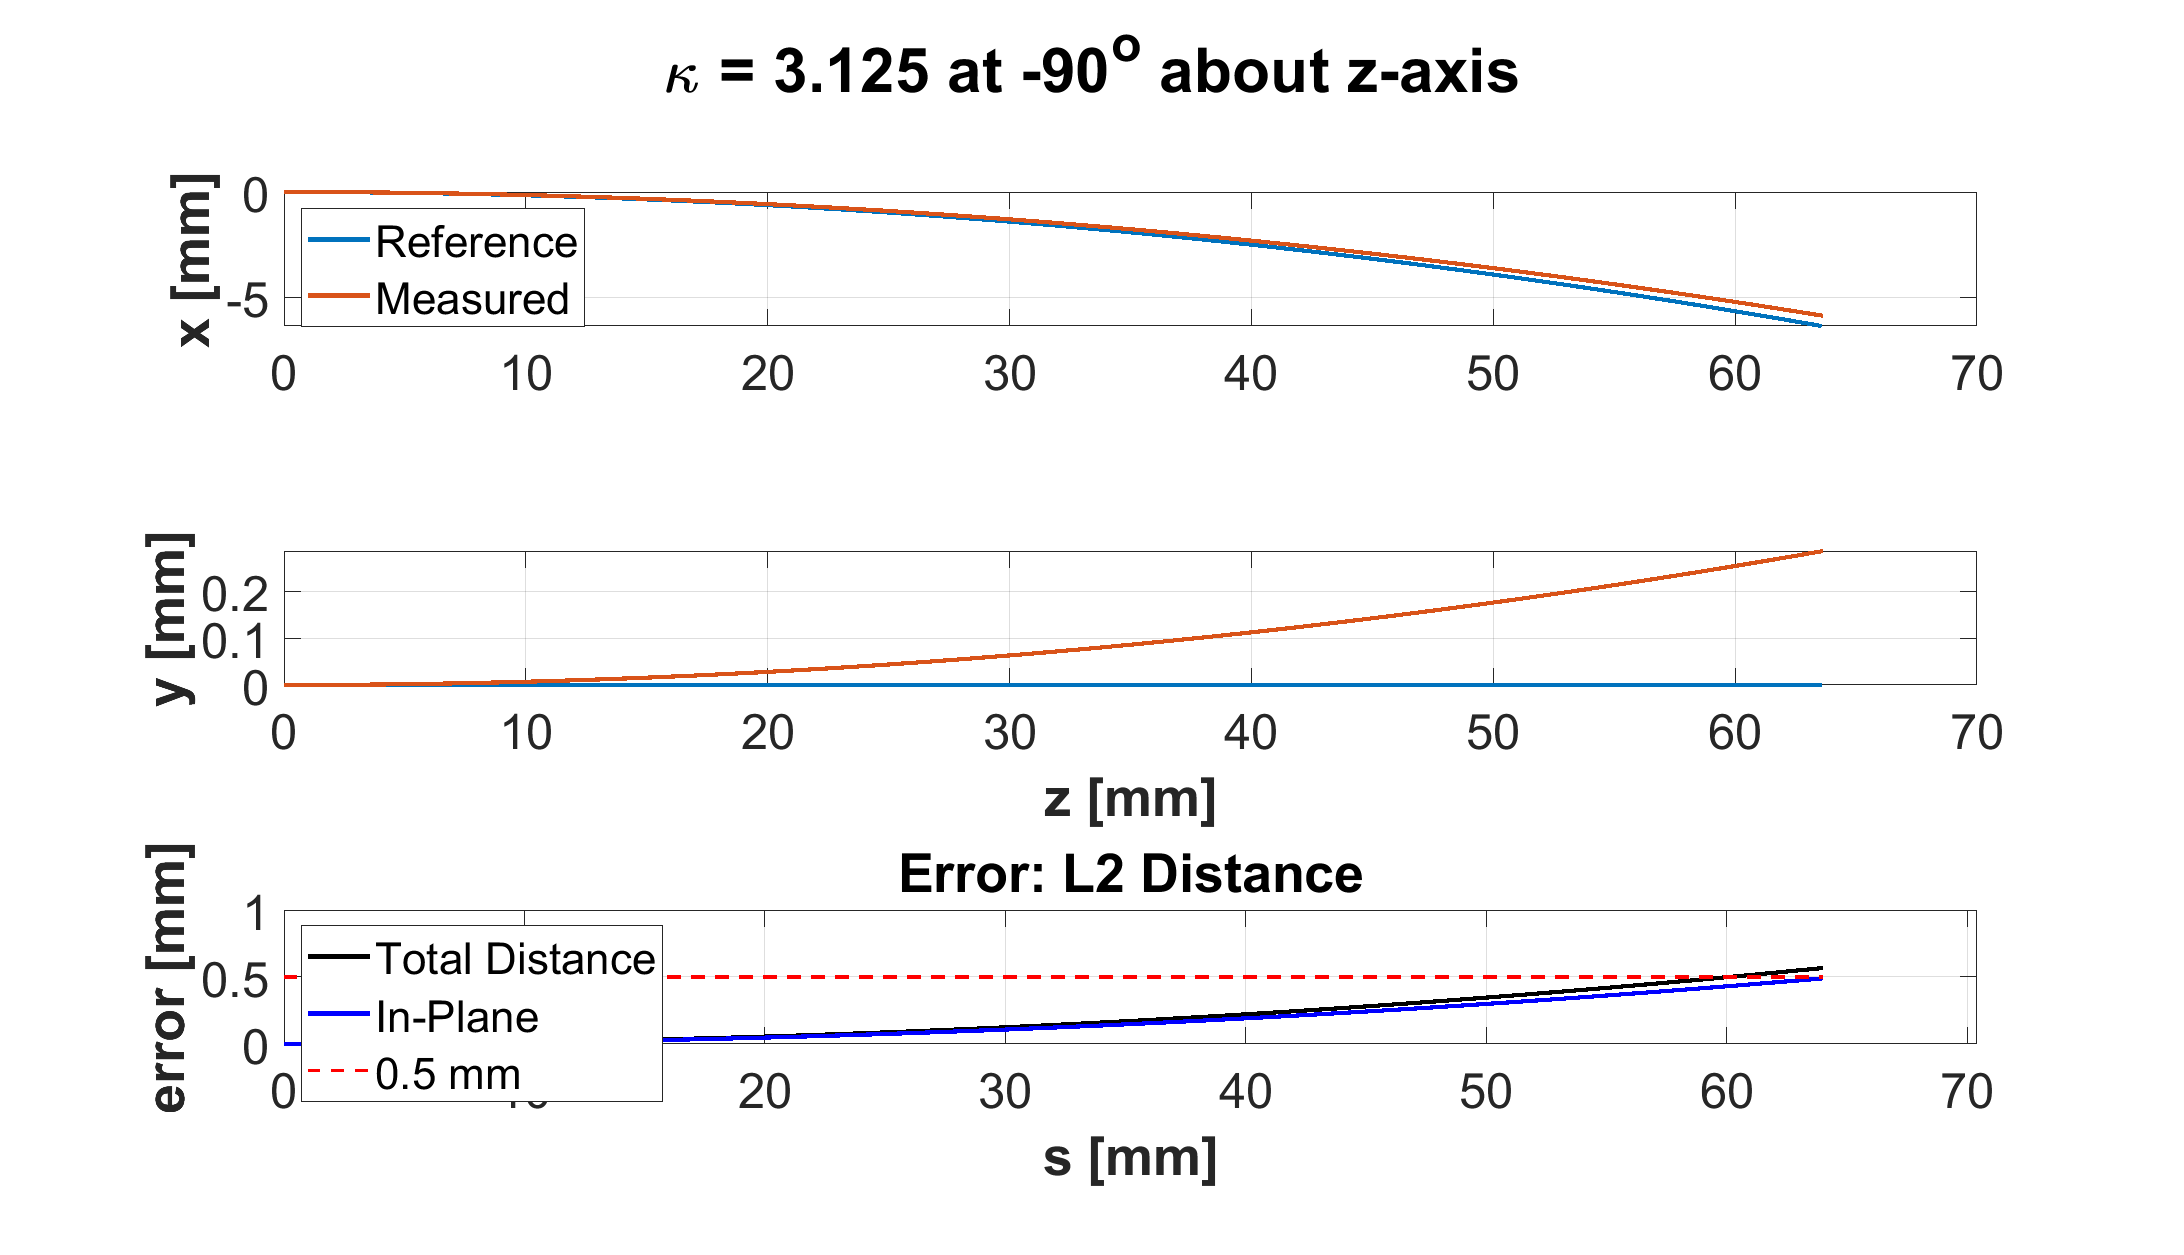 κ = 3.125 at -90° about z-axis
x [mm]
0
-5
Reference
Measured
0 10 20 30 40 50 60 70
y [mm]
0.2
0.1
0
0 10 20 30 40 50 60 70
z [mm]
Error: L2 Distance
error [mm]
1
0.5
0
Total Distance
In-Plane
0.5 mm
0 20 30 40 50 60 70
s [mm]